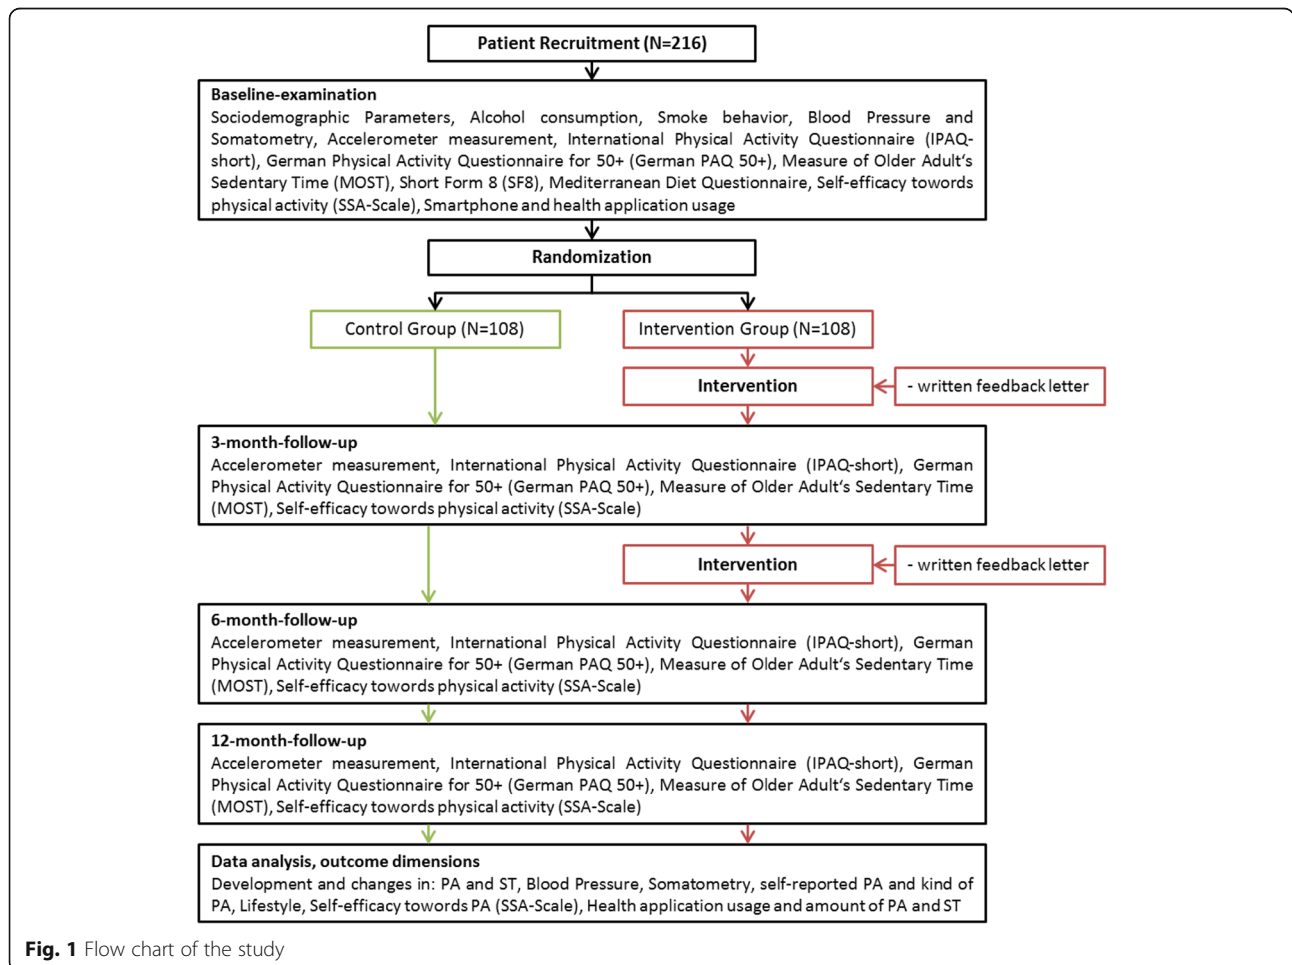 Patient Recruitment (N=216)
Baseline-examination
Sociodemographic Parameters, Alcohol consumption, Smoke behavior, Blood Pressure and
Somatometry, Accelerometer measurement, International Physical Activity Questionnaire (IPAQ-
short), German Physical Activity Questionnaire for 50+ (German PAQ 50+), Measure of Older Adult‘s
Sedentary Time (MOST), Short Form 8 (SF8), Mediterranean Diet Questionnaire, Self-efficacy towards
physical activity (SSA-Scale), Smartphone and health application usage
Randomization
Control Group (N=108)
Intervention Group (N=108)
Intervention
- written feedback letter
3-month-follow-up
Accelerometer measurement, International Physical Activity Questionnaire (IPAQ-short), German
Physical Activity Questionnaire for 50+ (German PAQ 50+), Measure of Older Adult‘s Sedentary Time
(MOST), Self-efficacy towards physical activity (SSA-Scale)
Intervention
- written feedback letter
6-month-follow-up
Accelerometer measurement, International Physical Activity Questionnaire (IPAQ-short), German
Physical Activity Questionnaire for 50+ (German PAQ 50+), Measure of Older Adult‘s Sedentary Time
(MOST), Self-efficacy towards physical activity (SSA-Scale)
12-month-follow-up
Accelerometer measurement, International Physical Activity Questionnaire (IPAQ-short), German
Physical Activity Questionnaire for 50+ (German PAQ 50+), Measure of Older Adult‘s Sedentary Time
(MOST), Self-efficacy towards physical activity (SSA-Scale)
Data analysis, outcome dimensions
Development and changes in: PA and ST, Blood Pressure, Somatometry, self-reported PA and kind of
PA, Lifestyle, Self-efficacy towards PA (SSA-Scale), Health application usage and amount of PA and ST
Fig. 1 Flow chart of the study